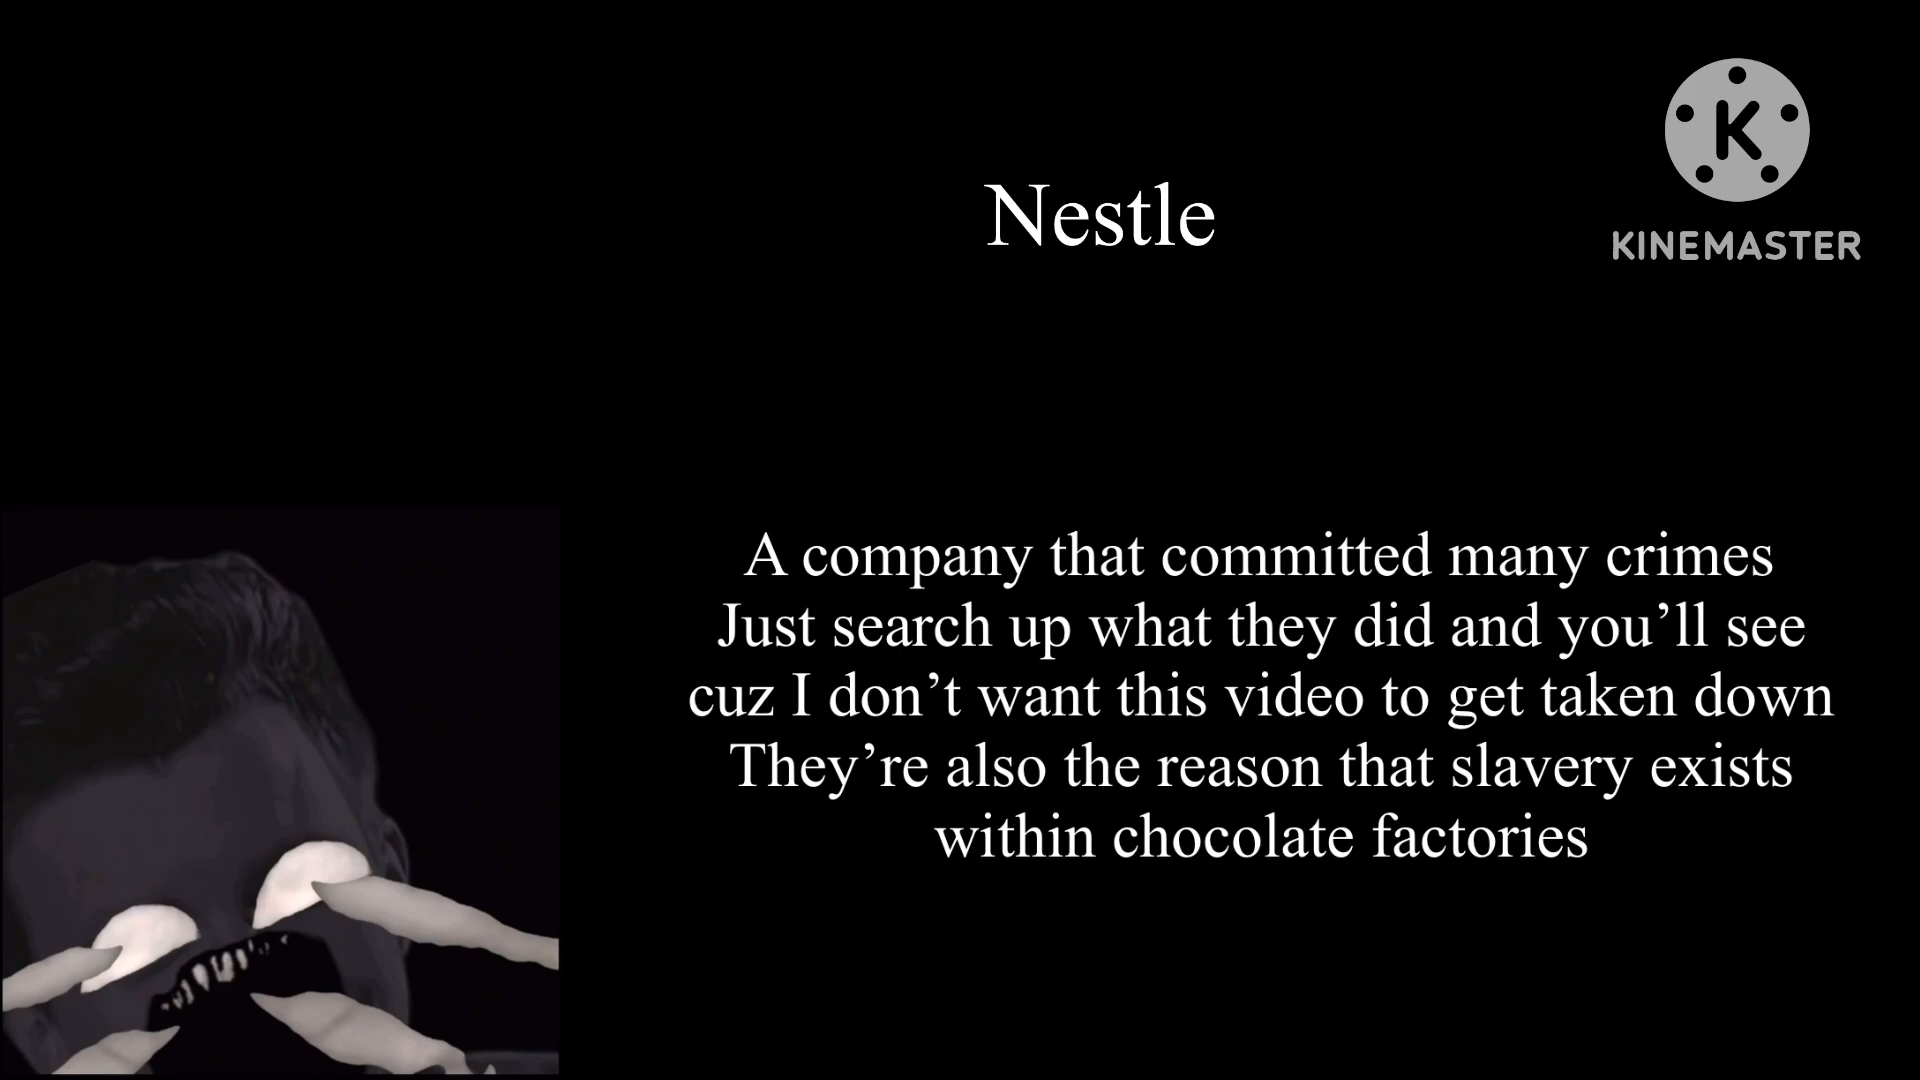 K
KINEMASTER
Nestle
A company that committed many crimes
Just search up what they did and you’ll see
cuz I don’t want this video to get taken down
They’re also the reason that slavery exists
within chocolate factories